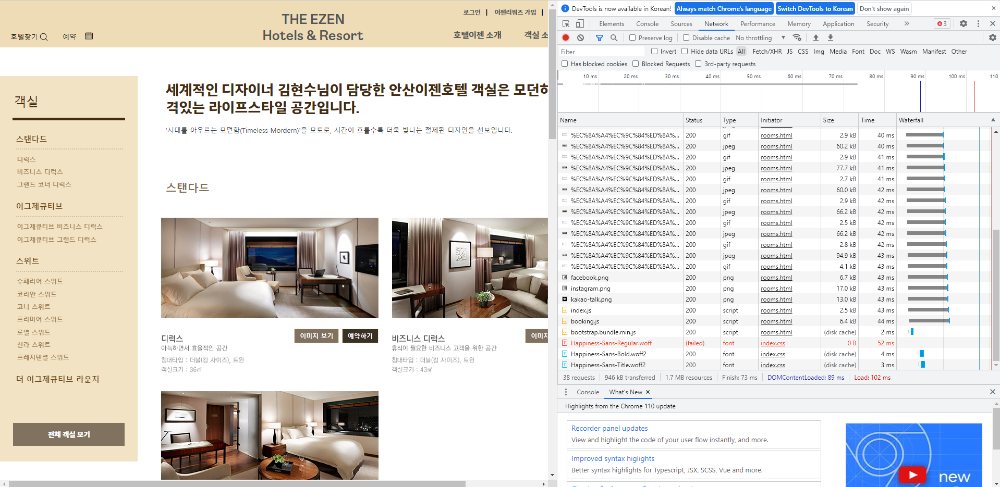 로그인 | 이젠리워즈 가입 |
THE EZEN
Hotels & Resort
호텔찾기 예약
호텔이젠 소개 객실 소
객실
스탠다드
디럭스
비즈니스 디럭스
그랜드 코너 디럭스
이그제큐티브
이그제큐티브 비즈니스 디럭스
이그제큐티브 그랜드 디럭스
스위트
수페리어 스위트
코리안 스위트
코너 스위트
프리미어 스위트
로열 스위트
신라 스위트
프레지덴셜 스위트
더 이그제큐티브 라운지
전체 객실 보기
세계적인 디자이너 김현수님이 담당한 안산이젠호텔 객실은 모던하
격있는 라이프스타일 공간입니다.
'시대를 아우르는 모던함(Timeless Mordern)'을 모토로, 시간이 흐를수록 더욱 빛나는 절제된 디자인을 선보입니다.
스탠다드
디럭스 이미지 보기 예약하기
아늑하면서 효율적인 공간
침대타입 : 더블(킹 사이즈), 트윈
객실크기 : 36㎡
비즈니스 디럭스 이미지
휴식이 필요한 비즈니스 고객을 위한 공간
침대타입 : 더블(킹 사이즈), 트윈
객실크기 : 43㎡
DevTools is now available in Korean! Always match Chrome's language Switch DevTools to Korean Don't show again ×
Elements Console Sources Network Performance Memory Application Security » 3
Preserve log Disable cache No throttling
Filter Invert Hide data URLs All Fetch/XHR JS CSS Img Media Font Doc WS Wasm Manifest Other
Has blocked cookies Blocked Requests 3rd-party requests
10 ms 20 ms 30 ms 40 ms 50 ms 60 ms 70 ms 80 ms 90 ms 100 ms 110
Name Status Type Initiator Size Time Waterfall
%EC%8A%A4%EC%9C%84%ED%8A%... 200 gif rooms.html 2.9 kB 40 ms
%EC%8A%A4%EC%9C%84%ED%8A%... 200 jpeg rooms.html 60.2 kB 40 ms
%EC%8A%A4%EC%9C%84%ED%8A%... 200 gif rooms.html 2.9 kB 41 ms
%EC%8A%A4%EC%9C%84%ED%8A%... 200 jpeg rooms.html 77.7 kB 41 ms
%EC%8A%A4%EC%9C%84%ED%8A%... 200 gif rooms.html 2.7 kB 41 ms
%EC%8A%A4%EC%9C%84%ED%8A%... 200 jpeg rooms.html 60.0 kB 42 ms
%EC%8A%A4%EC%9C%84%ED%8A%... 200 gif rooms.html 2.9 kB 42 ms
%EC%8A%A4%EC%9C%84%ED%8A%... 200 jpeg rooms.html 66.2 kB 42 ms
%EC%8A%A4%EC%9C%84%ED%8A%... 200 gif rooms.html 2.5 kB 42 ms
%EC%8A%A4%EC%9C%84%ED%8A%... 200 jpeg rooms.html 66.2 kB 42 ms
%EC%8A%A4%EC%9C%84%ED%8A%... 200 gif rooms.html 2.8 kB 42 ms
%EC%8A%A4%EC%9C%84%ED%8A%... 200 jpeg rooms.html 94.9 kB 43 ms
%EC%8A%A4%EC%9C%84%ED%8A%... 200 gif rooms.html 4.1 kB 43 ms
facebook.png 200 png rooms.html 6.7 kB 43 ms
instagram.png 200 png rooms.html 17.0 kB 43 ms
kakao-talk.png 200 png rooms.html 13.0 kB 43 ms
index.js 200 script rooms.html 2.5 kB 43 ms
booking.js 200 script rooms.html 6.4 kB 44 ms
bootstrap.bundle.min.js 200 script rooms.html (disk cache) 2 ms
Happiness-Sans-Regular.woff (failed) font index.css 0 B 52 ms
Happiness-Sans-Bold.woff2 200 font index.css (disk cache) 4 ms
Happiness-Sans-Title.woff2 200 font index.css (disk cache) 3 ms
38 requests 946 kB transferred 1.7 MB resources Finish: 73 ms DOMContentLoaded: 89 ms Load: 102 ms
Console What's New ×
Highlights from the Chrome 110 update
Recorder panel updates
View and highlight the code of your user flow instantly, and more.
Improved syntax higlights
Better syntax highlights for Typescript, JSX, SCSS, Vue and more.
new